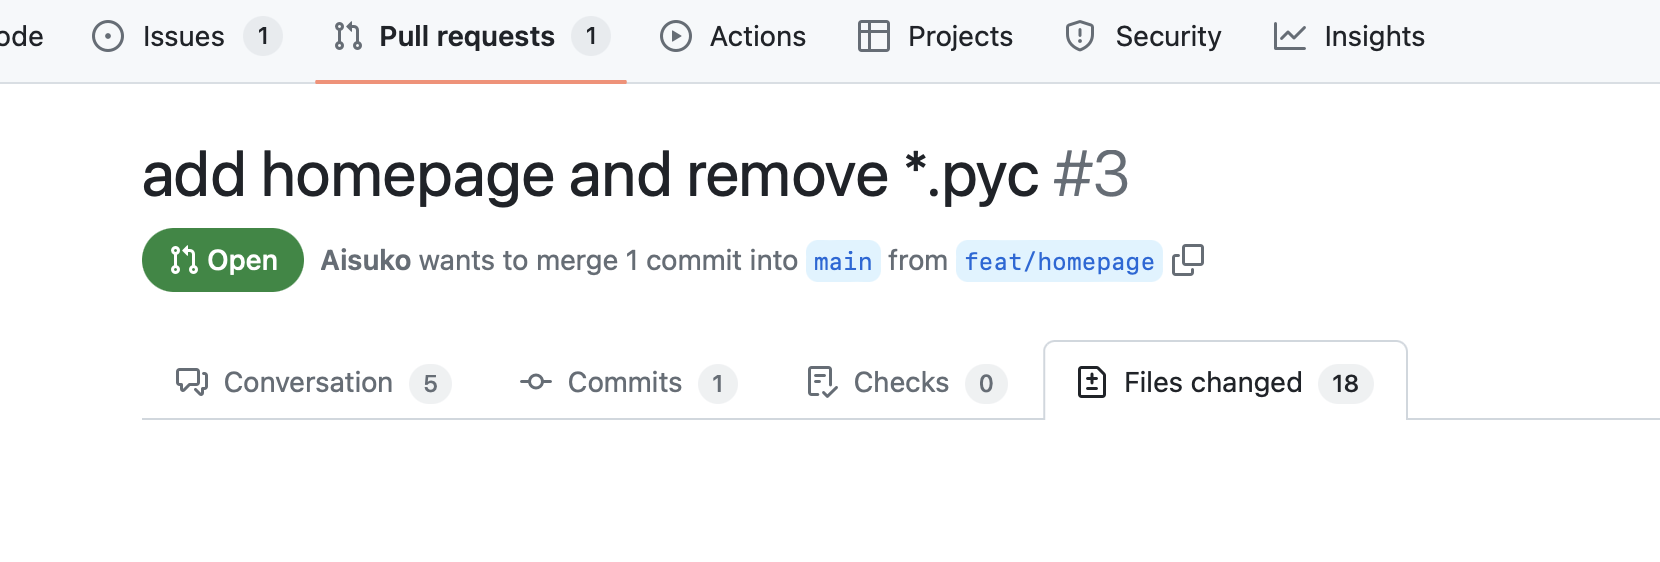 ode Issues 1 Pull requests 1 Actions Projects Security Insights
add homepage and remove *.pyc #3
Open Aisuko wants to merge 1 commit into main from feat/homepage
Conversation 5 Commits 1 Checks 0 Files changed 18